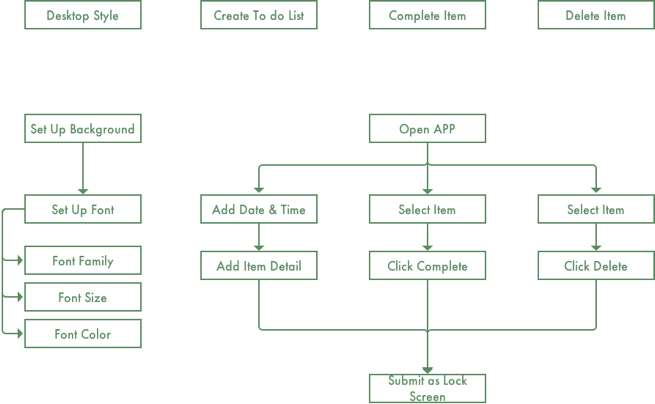 Desktop Style
Create To do List
Complete Item
Delete Item
Set Up Background
Open APP
Set Up Font
Add Date & Time
Select Item
Select Item
Font Family
Add Item Detail
Click Complete
Click Delete
Font Size
Font Color
Submit as Lock
Screen